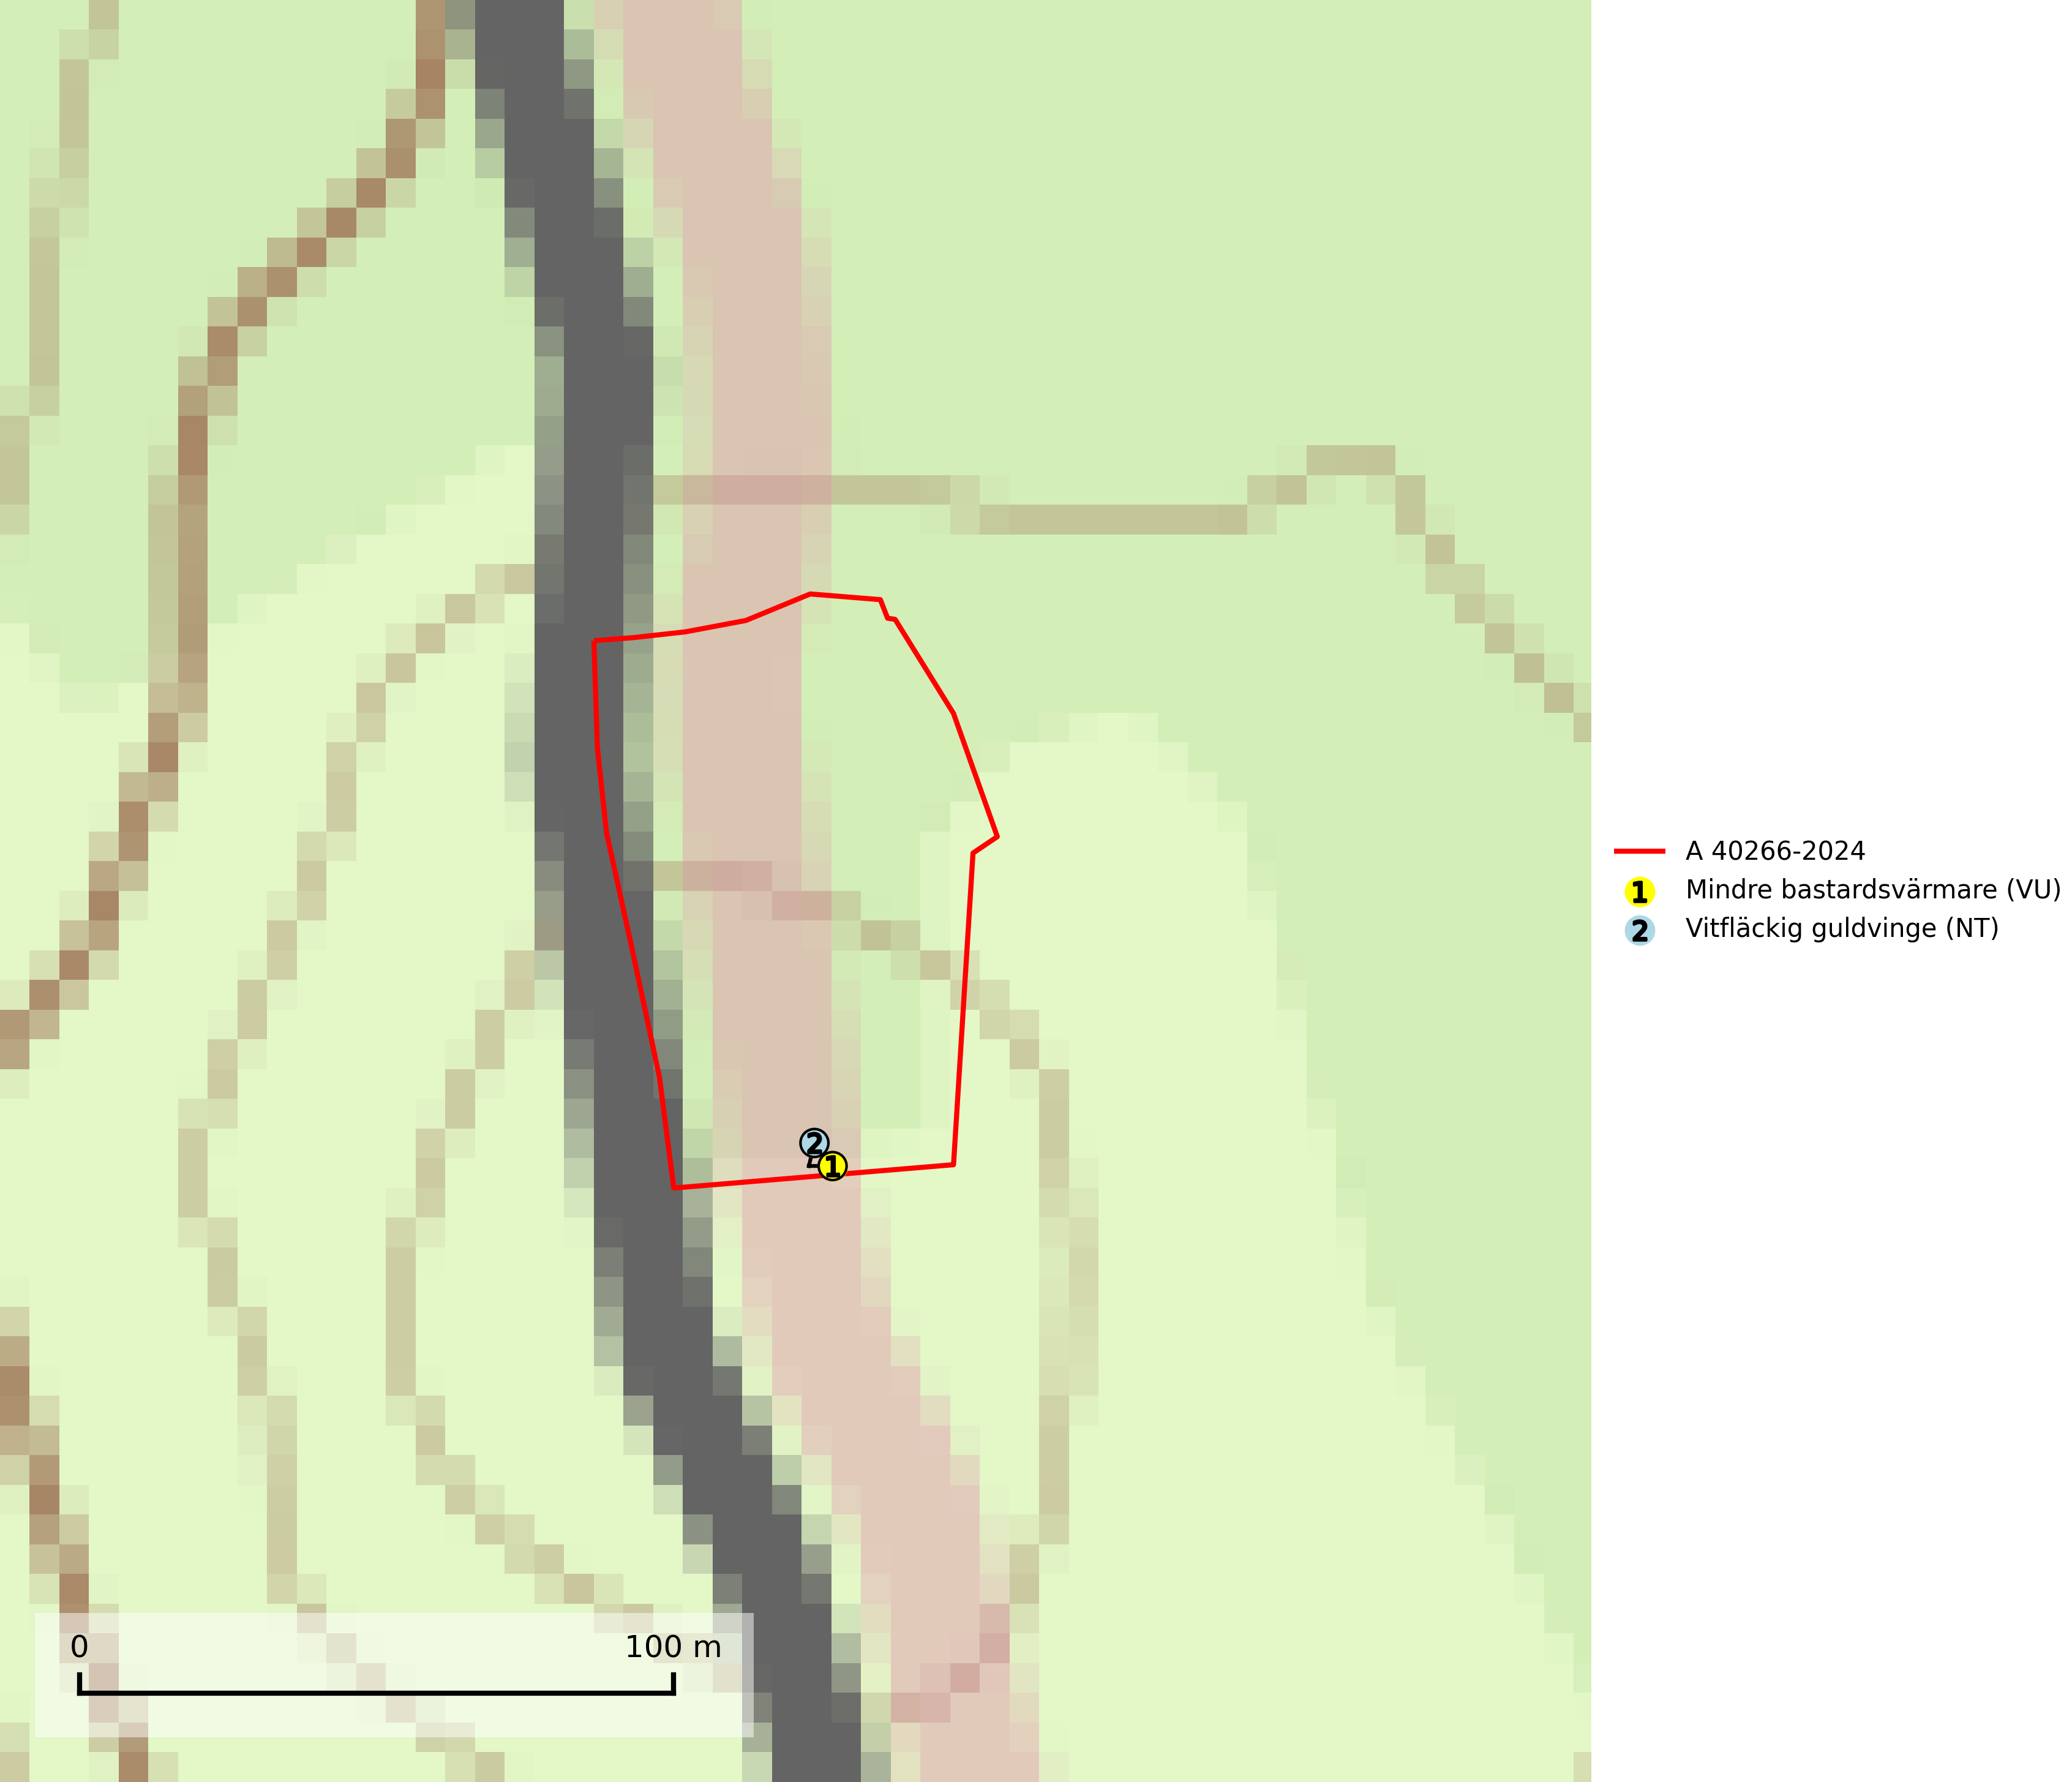 A 40266-2024
1 Mindre bastardsvärmare (VU)
2 Vitfläckig guldvinge (NT)
2
1
0 100 m